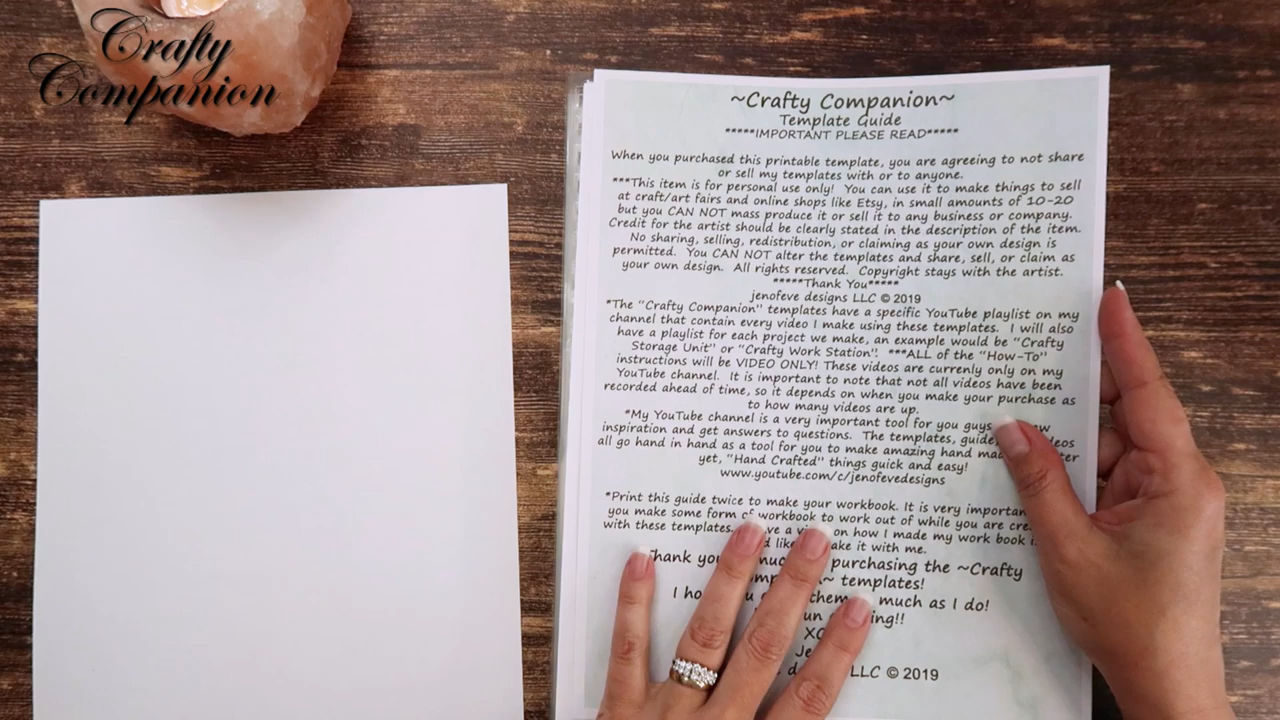 Crafty
Companion
~Crafty Companion~
Template Guide
*****IMPORTANT PLEASE READ*****
When you purchased this printable template, you are agreeing to not share
or sell my templates with or to anyone.
***This item is for personal use only! You can use it to make things to sell
at craft/art fairs and online shops like Etsy, in small amounts of 10-20
but you CAN NOT mass produce it or sell it to any business or company.
Credit for the artist should be clearly stated in the description of the item.
No sharing, selling, redistribution, or claiming as your own design is
permitted. You CAN NOT alter the templates and share, sell, or claim as
your own design. All rights reserved. Copyright stays with the artist.
*****Thank You*****
jenofeve designs LLC © 2019
*The "Crafty Companion" templates have a specific YouTube playlist on my
channel that contain every video I make using these templates. I will also
have a playlist for each project we make, an example would be "Crafty
Storage Unit" or "Crafty Work Station". ***ALL of the "How-To"
instructions will be VIDEO ONLY! These videos are currenly only on my
YouTube channel. It is important to note that not all videos have been
recorded ahead of time, so it depends on when you make your purchase as
to how many videos are up.
*My YouTube channel is a very important tool for you guys
inspiration and get answers to questions. The templates,
all go hand in hand as a tool for you to make amazing hand
yet, "Hand Crafted" things quick and easy!
www.youtube.com/c/jenofevedesigns
*Print this guide twice to make your workbook. It is very
you make some form of workbook to work out of while you are
with these templates. on how I made my work book
make it with me.
purchasing the ~Crafty
templates!
much as I do!
LLC © 2019